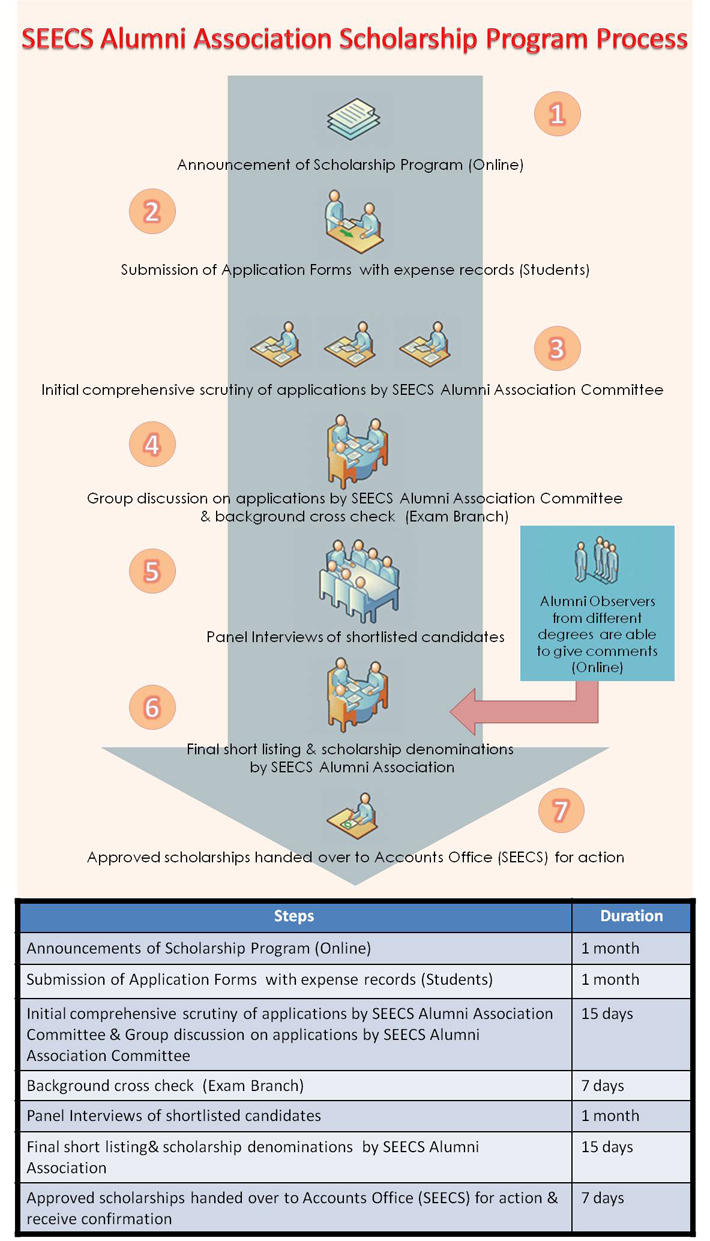 SEECS Alumni Association Scholarship Program Process
1
Announcement of Scholarship Program (Online)
2
Submission of Application Forms with expense records (Students)
3
Initial comprehensive scrutiny of applications by SEECS Alumni Association Committee
4
Group discussion on applications by SEECS Alumni Association Committee
& background cross check (Exam Branch)
5
Panel Interviews of shortlisted candidates
Alumni Observers
from different
degrees are able
to give comments
(Online)
6
Final short listing & scholarship denominations
by SEECS Alumni Association
7
Approved scholarships handed over to Accounts Office (SEECS) for action
Steps Duration
Announcements of Scholarship Program (Online) 1 month
Submission of Application Forms with expense records (Students) 1 month
Initial comprehensive scrutiny of applications by SEECS Alumni Association 15 days
Committee & Group discussion on applications by SEECS Alumni
Association Committee
Background cross check (Exam Branch) 7 days
Panel Interviews of shortlisted candidates 1 month
Final short listing& scholarship denominations by SEECS Alumni 15 days
Association
Approved scholarships handed over to Accounts Office (SEECS) for action & 7 days
receive confirmation